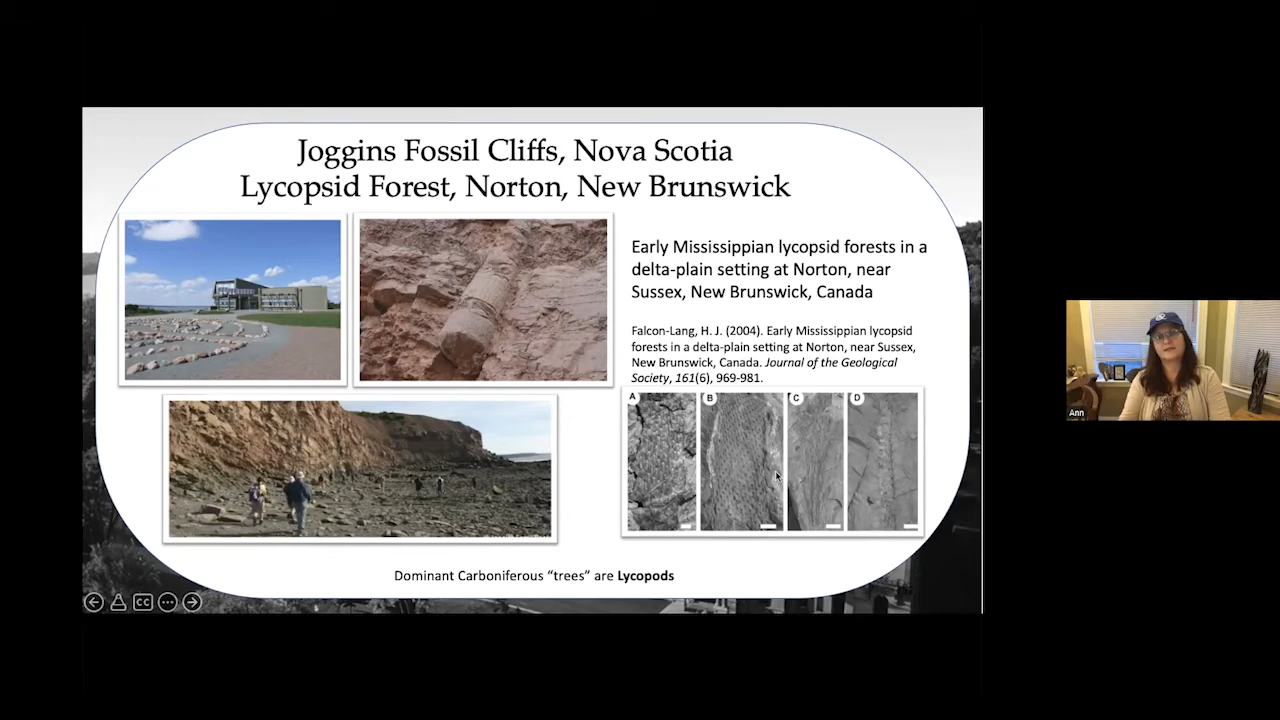 Joggins Fossil Cliffs, Nova Scotia
Lycopsid Forest, Norton, New Brunswick
Early Mississippian lycopsid forests in a
delta-plain setting at Norton, near
Sussex, New Brunswick, Canada
Falcon-Lang, H. J. (2004). Early Mississippian lycopsid
forests in a delta-plain setting at Norton, near Sussex,
New Brunswick, Canada. Journal of the Geological
Society, 161(6), 969-981.
A B C D
Dominant Carboniferous “trees” are Lycopods
CC
Ann